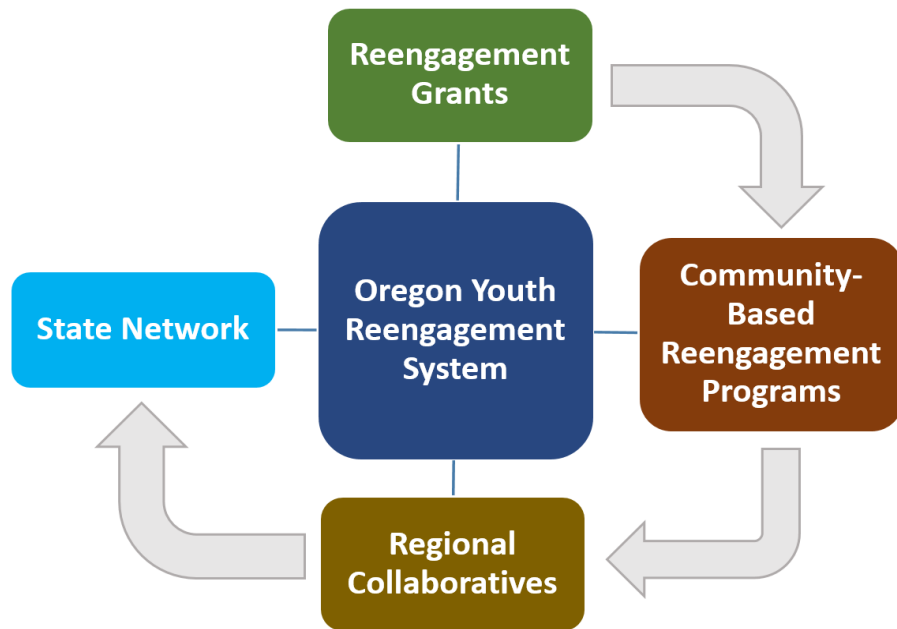 Reengagement
Grants
Oregon Youth
Reengagement
System
State Network
Community-
Based
Reengagement
Programs
Regional
Collaboratives